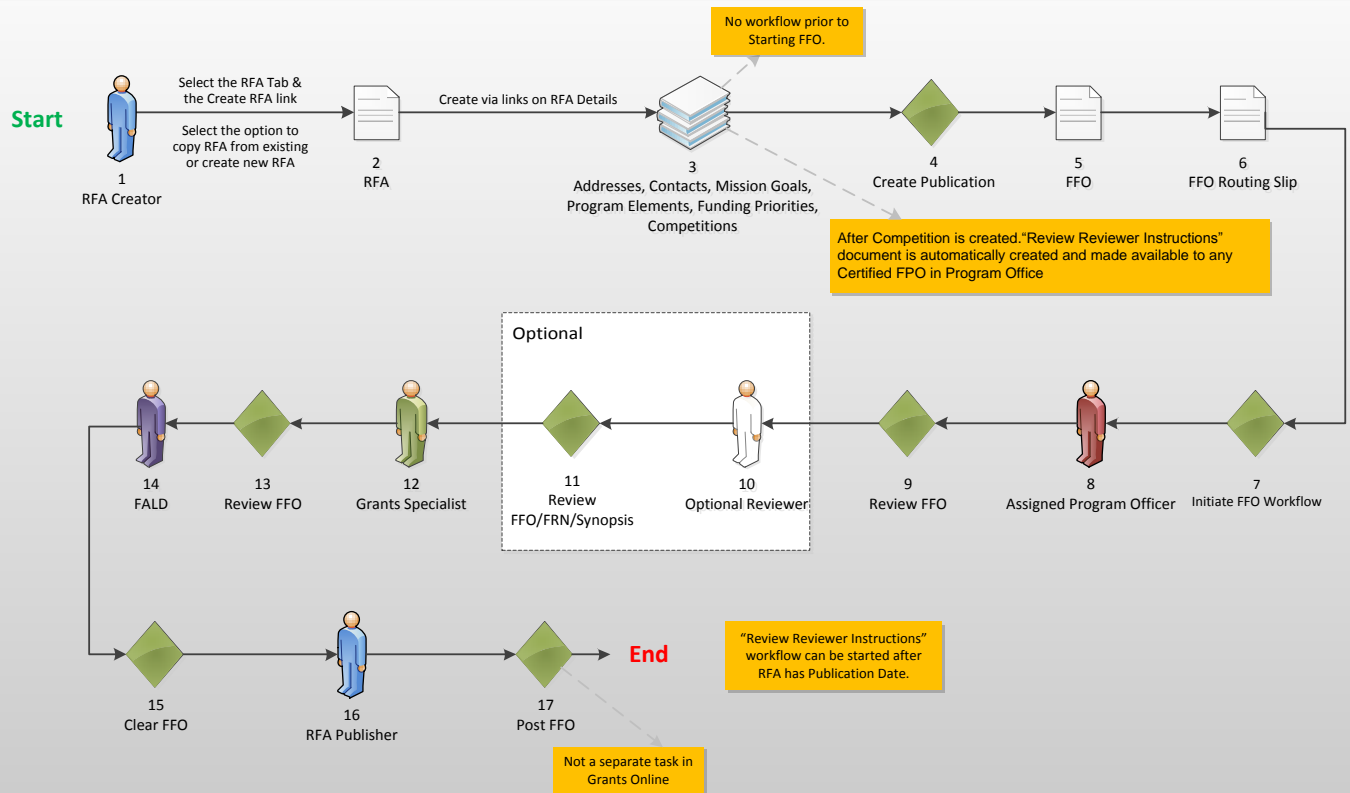 No workflow prior to
Starting FFO.
Start
Select the RFA Tab &
the Create RFA link
Select the option to
copy RFA from existing
or create new RFA
Create via links on RFA Details
1
RFA Creator
2
RFA
3
Addresses, Contacts, Mission Goals,
Program Elements, Funding Priorities,
Competitions
4
Create Publication
5
FFO
6
FFO Routing Slip
After Competition is created.“Review Reviewer Instructions”
document is automatically created and made available to any
Certified FPO in Program Office
Optional
14
FALD
13
Review FFO
12
Grants Specialist
11
Review
FFO/FRN/Synopsis
10
Optional Reviewer
9
Review FFO
8
Assigned Program Officer
7
Initiate FFO Workflow
15
Clear FFO
16
RFA Publisher
17
Post FFO
End
“Review Reviewer Instructions”
workflow can be started after
RFA has Publication Date.
Not a separate task in
Grants Online